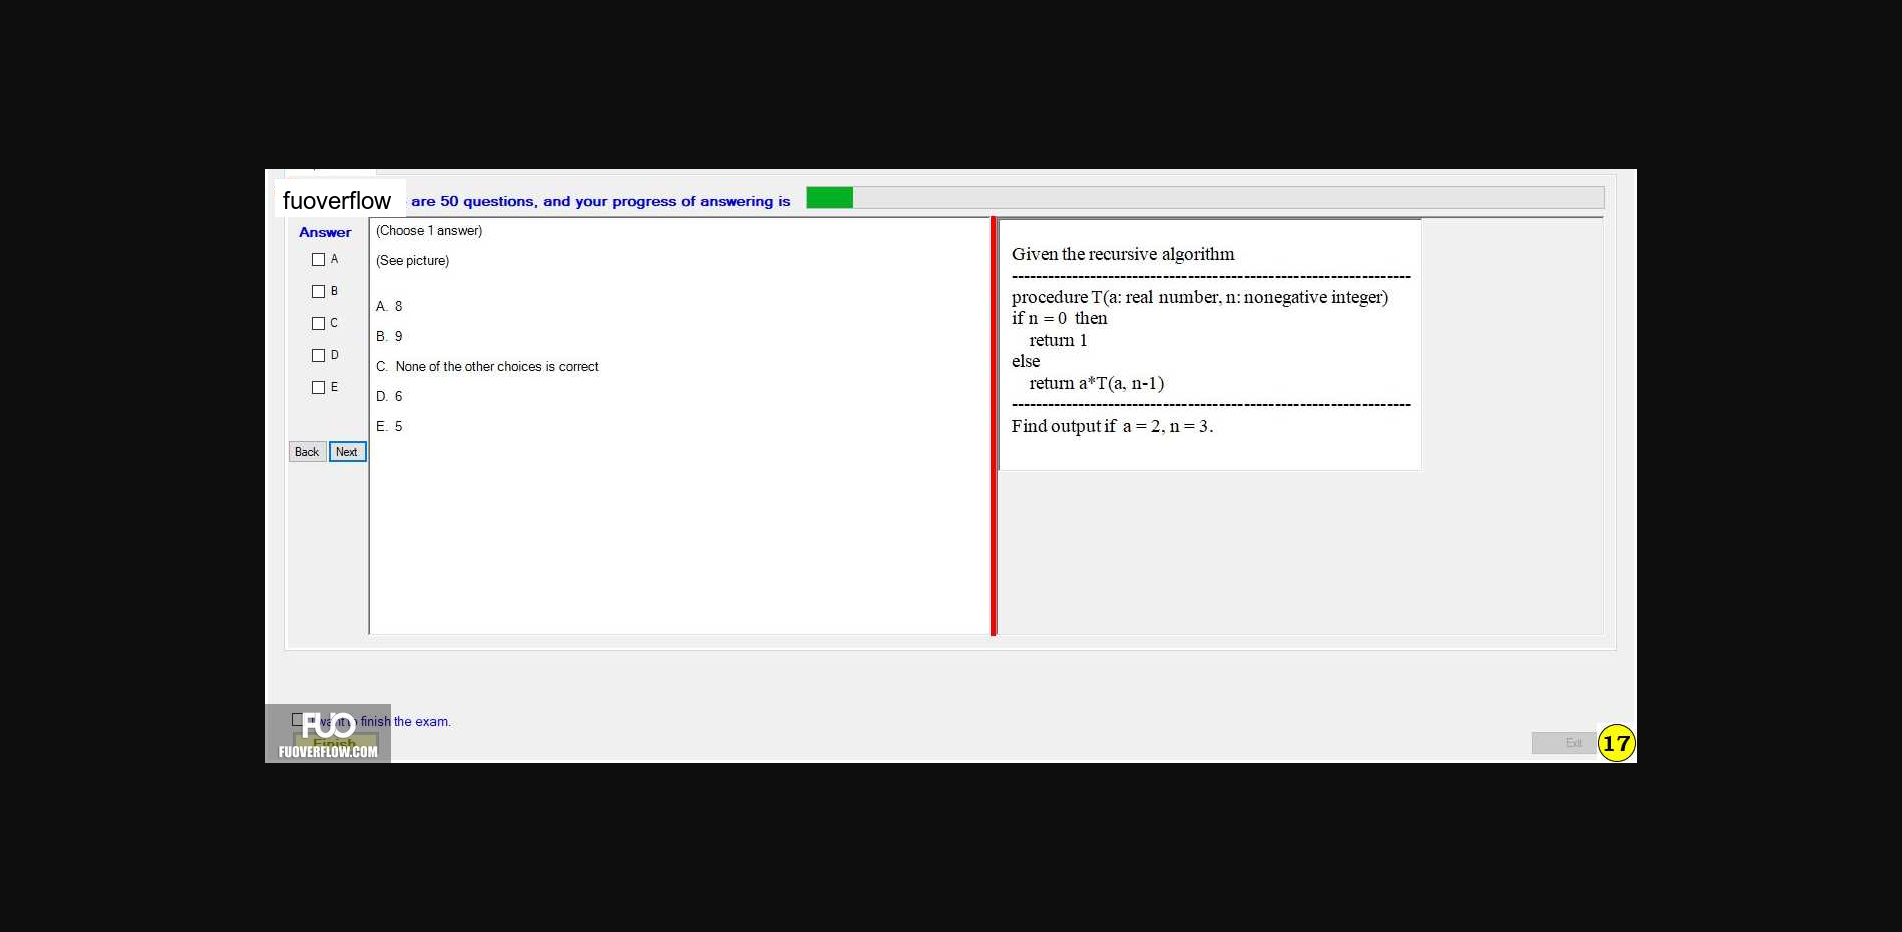 fuoverflow are 50 questions, and your progress of answering is
Answer
A
B
C
D
E
Back Next
(Choose 1 answer)
(See picture)
A. 8
B. 9
C. None of the other choices is correct
D. 6
E. 5
Given the recursive algorithm
------------------------------------------------------------------
procedure T(a: real number, n: nonegative integer)
if n = 0 then
return 1
else
return a*T(a, n-1)
------------------------------------------------------------------
Find output if a = 2, n = 3.
I want to finish the exam.
FUO
Finish
FUOVERFLOW.COM
Exit
17